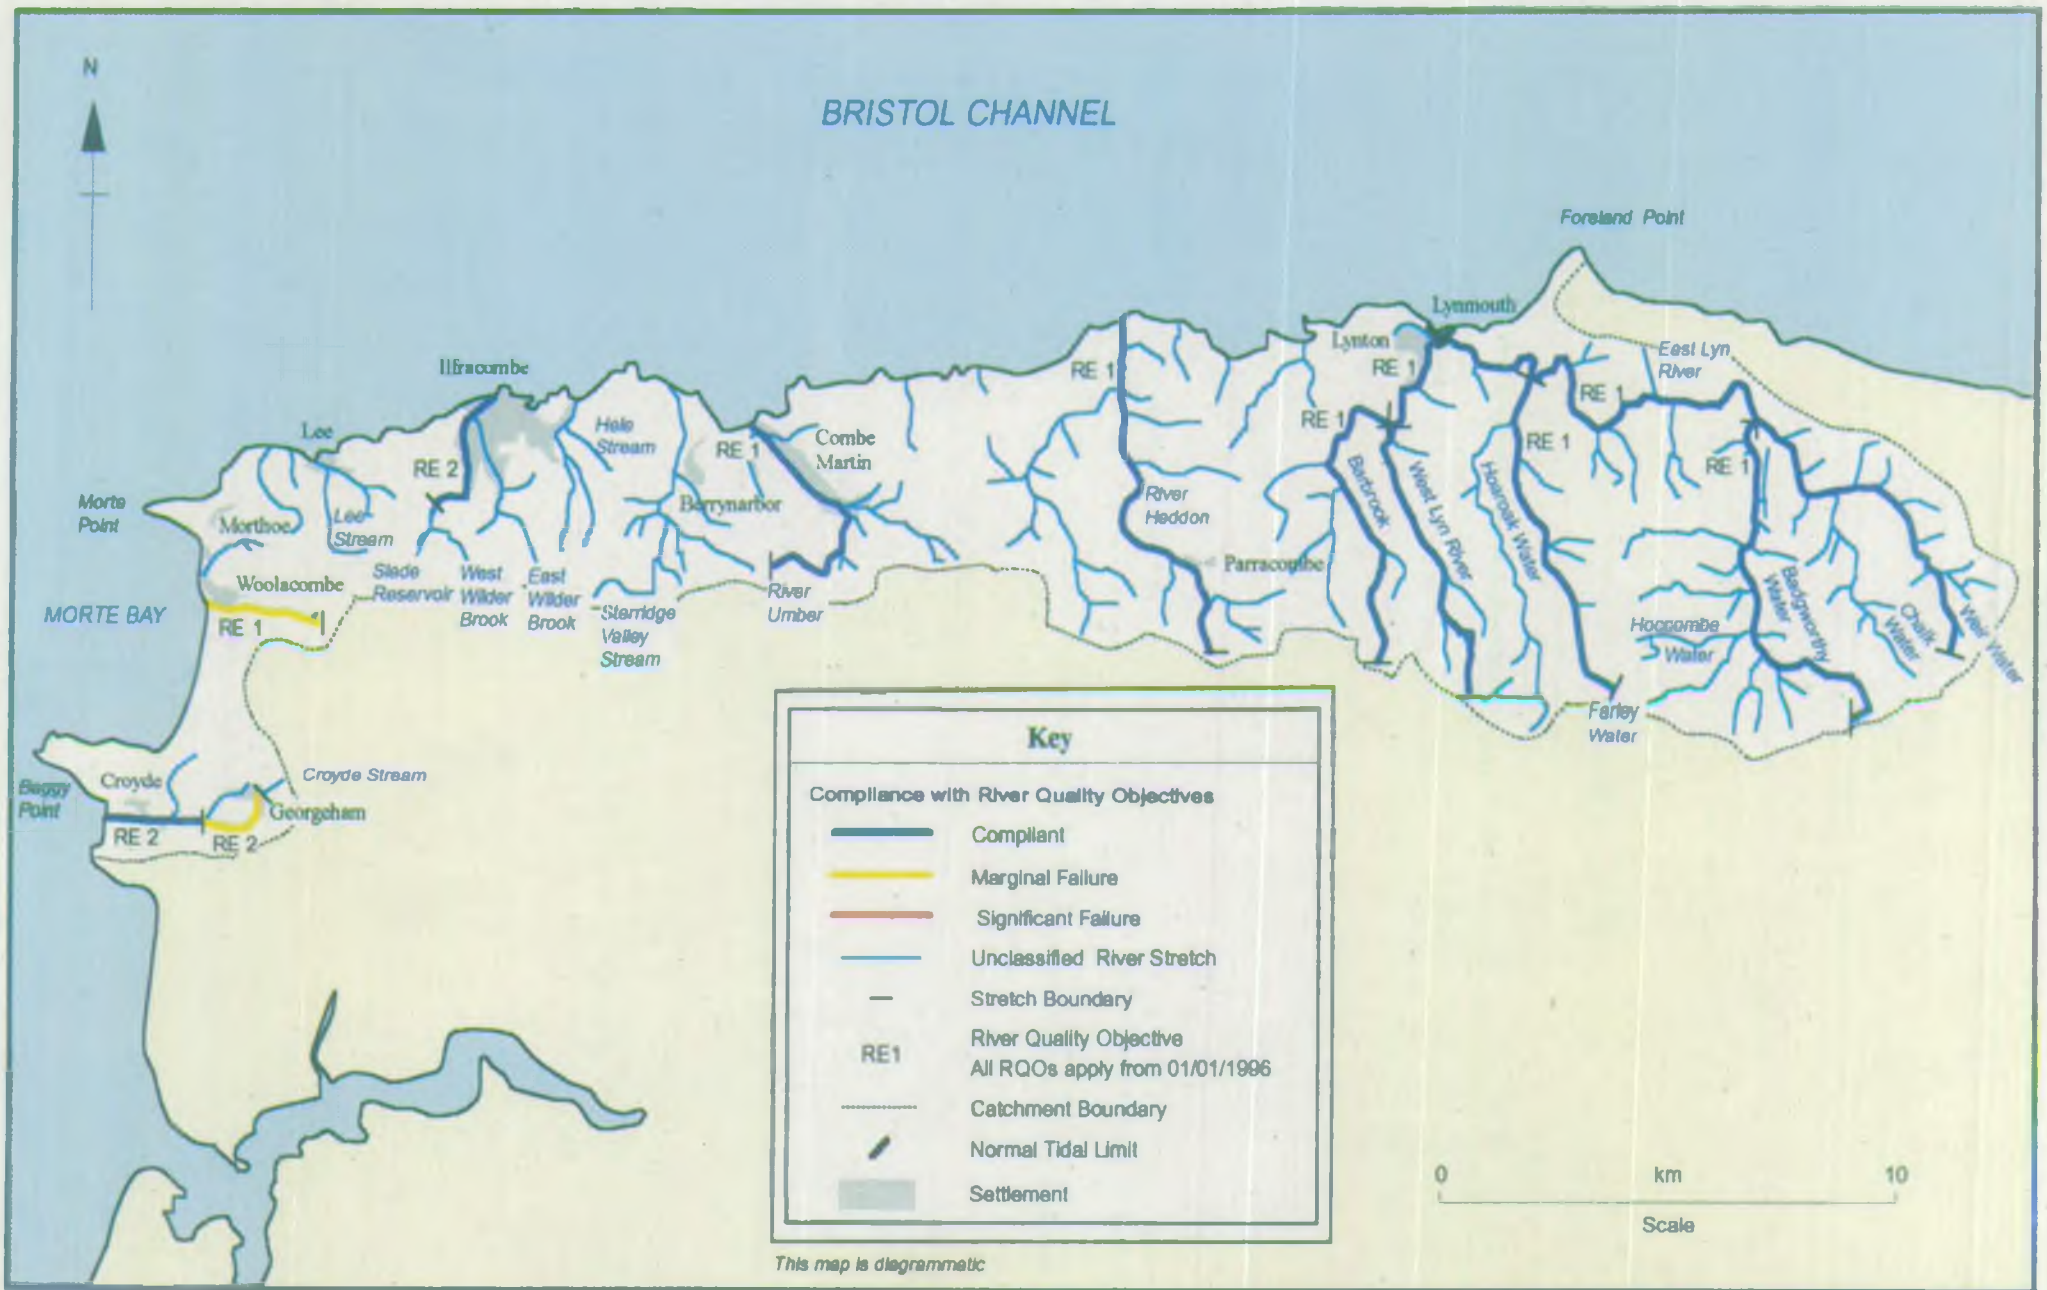 N
BRISTOL CHANNEL
Foreland Point
Lynmouth
Lynton
East Lyn
River
RE 1
RE 1
RE 1
RE 1
RE 1
RE 1
Ilfracombe
Hele
Stream
Lee
RE 2
RE 1
Combe
Martin
Morte
Point
Morthoe
Lee
Stream
Berrynarbor
River
Heddon
Barbrook
West Lyn River
Hoaroak Water
Parracombe
Woolacombe
Slade
Reservoir
West
Wilder
Brook
East
Wilder
Brook
Sterridge
Valley
Stream
River
Umber
MORTE BAY
RE 1
Hoccombe
Water
Badgworthy
Water
Chalk
Water
Weir Water
Farley
Water
Baggy
Point
Croyde
Croyde Stream
Georgeham
RE 2
RE 2
Key
Compliance with River Quality Objectives
Compliant
Marginal Failure
Significant Failure
Unclassified River Stretch
Stretch Boundary
RE1
River Quality Objective
All RQOs apply from 01/01/1996
Catchment Boundary
Normal Tidal Limit
Settlement
0 km 10
Scale
This map is diagrammatic